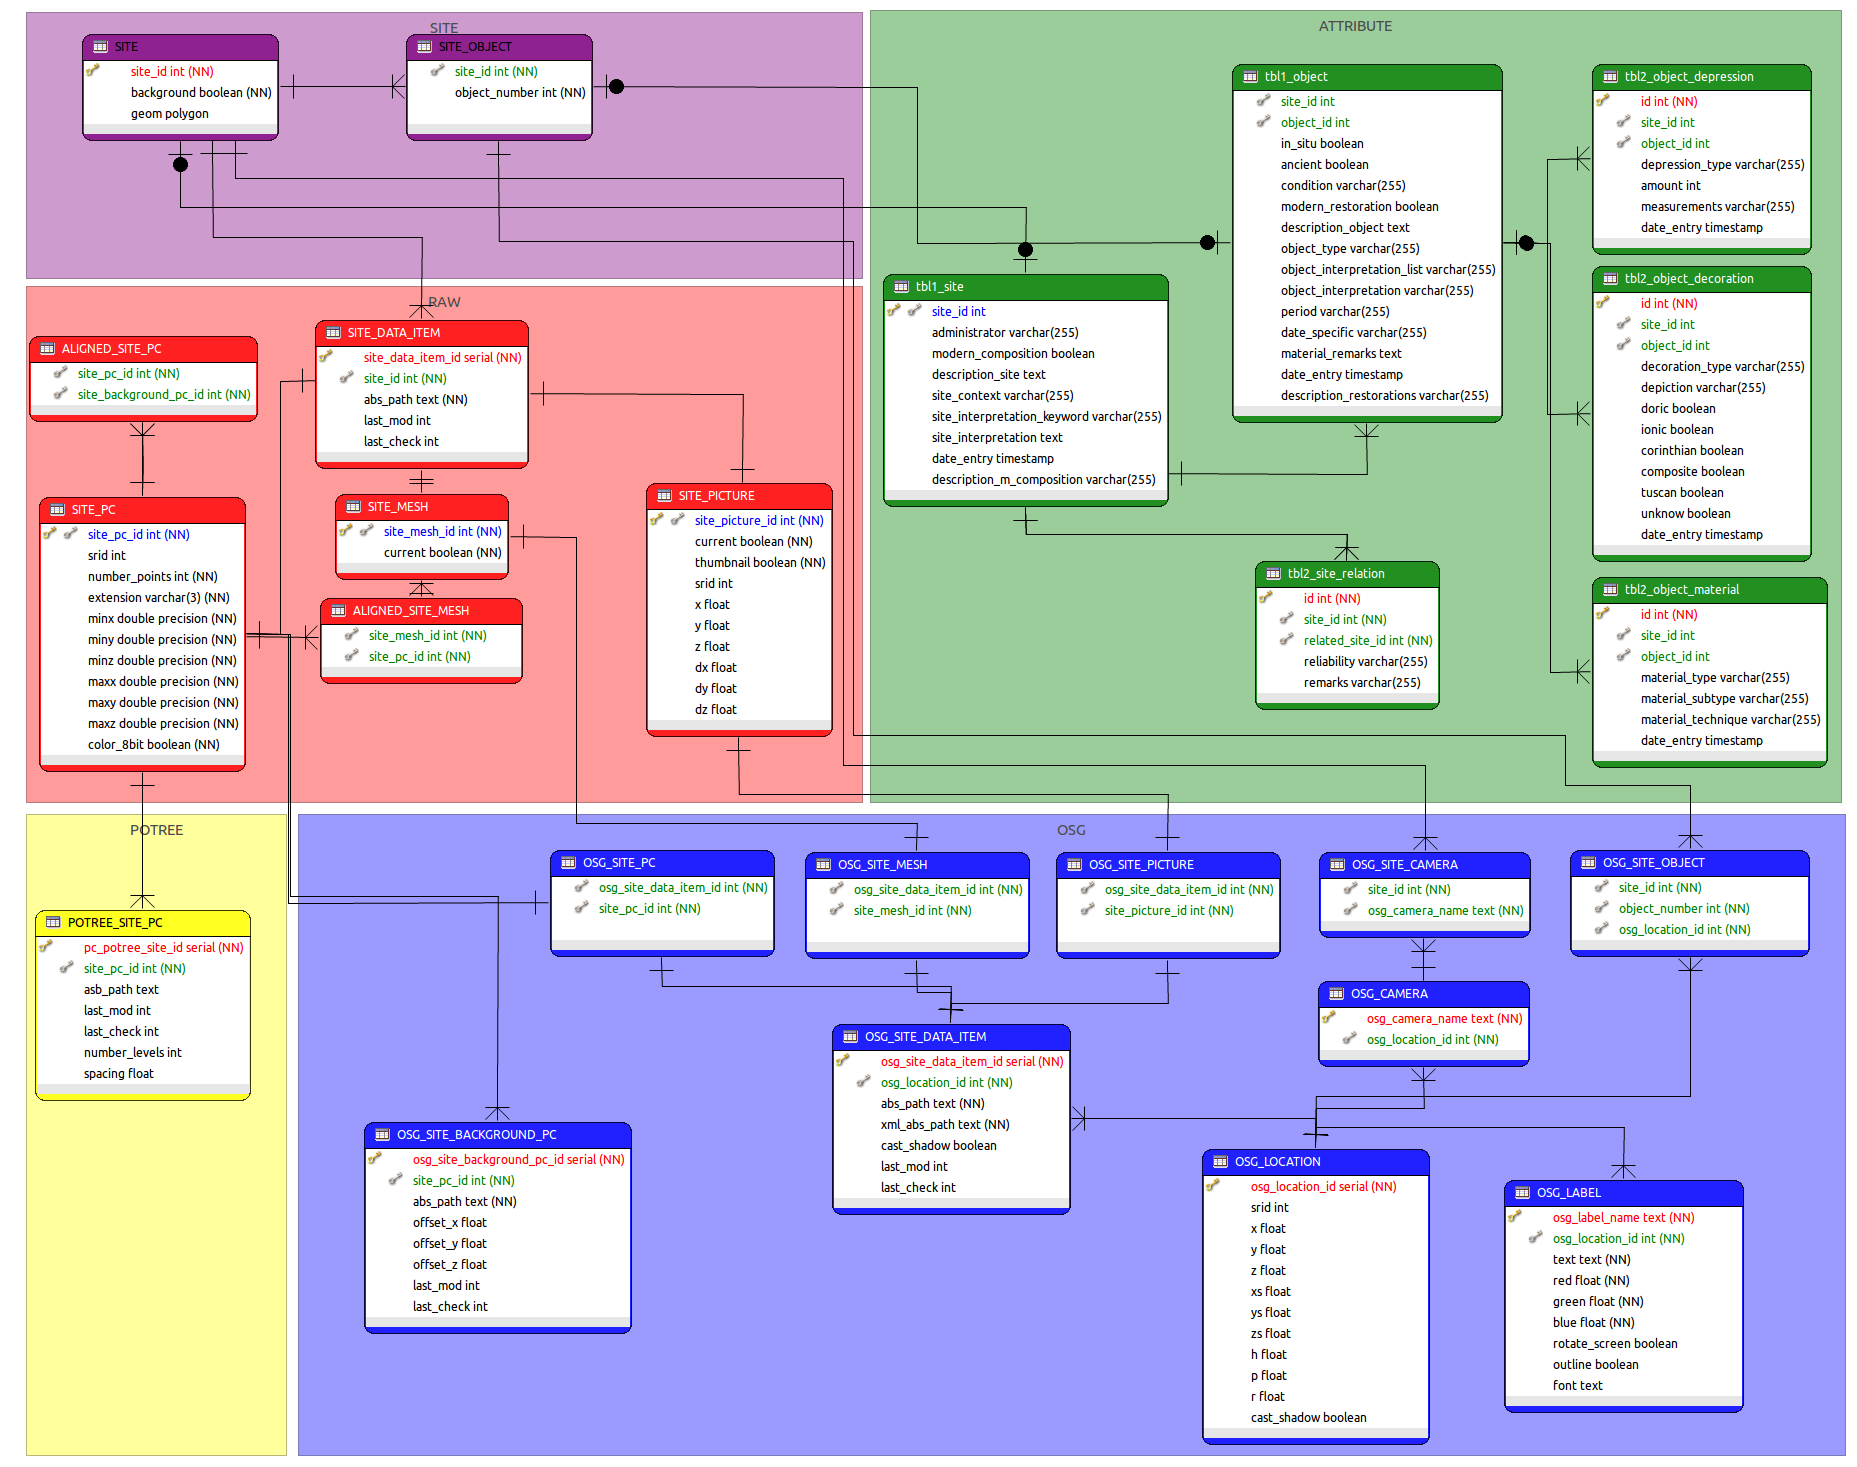 SITE
SITE
site_id int (NN)
background boolean (NN)
geom polygon
SITE_OBJECT
site_id int (NN)
object_number int (NN)
ATTRIBUTE
tbl1_object
site_id int
object_id int
in_situ boolean
ancient boolean
condition varchar(255)
modern_restoration boolean
description_object text
object_type varchar(255)
object_interpretation_list varchar(255)
object_interpretation varchar(255)
period varchar(255)
date_specific varchar(255)
material_remarks text
date_entry timestamp
description_restorations varchar(255)
tbl2_object_depression
id int (NN)
site_id int
object_id int
depression_type varchar(255)
amount int
measurements varchar(255)
date_entry timestamp
tbl2_object_decoration
id int (NN)
site_id int
object_id int
decoration_type varchar(255)
depiction varchar(255)
doric boolean
ionic boolean
corinthian boolean
composite boolean
tuscan boolean
unknow boolean
date_entry timestamp
tbl1_site
site_id int
administrator varchar(255)
modern_composition boolean
description_site text
site_context varchar(255)
site_interpretation_keyword varchar(255)
site_interpretation text
date_entry timestamp
description_m_composition varchar(255)
tbl2_site_relation
id int (NN)
site_id int (NN)
related_site_id int (NN)
reliability varchar(255)
remarks varchar(255)
tbl2_object_material
id int (NN)
site_id int
object_id int
material_type varchar(255)
material_subtype varchar(255)
material_technique varchar(255)
date_entry timestamp
RAW
ALIGNED_SITE_PC
site_pc_id int (NN)
site_background_pc_id int (NN)
SITE_DATA_ITEM
site_data_item_id serial (NN)
site_id int (NN)
abs_path text (NN)
last_mod int
last_check int
SITE_PC
site_pc_id int (NN)
srid int
number_points int (NN)
extension varchar(3) (NN)
minx double precision (NN)
miny double precision (NN)
minz double precision (NN)
maxx double precision (NN)
maxy double precision (NN)
maxz double precision (NN)
color_8bit boolean (NN)
SITE_MESH
site_mesh_id int (NN)
current boolean (NN)
ALIGNED_SITE_MESH
site_mesh_id int (NN)
site_pc_id int (NN)
SITE_PICTURE
site_picture_id int (NN)
current boolean (NN)
thumbnail boolean (NN)
srid int
x float
y float
z float
dx float
dy float
dz float
POTREE
POTREE_SITE_PC
pc_potree_site_id serial (NN)
site_pc_id int (NN)
asb_path text
last_mod int
last_check int
number_levels int
spacing float
OSG
OSG_SITE_PC
osg_site_data_item_id int (NN)
site_pc_id int (NN)
OSG_SITE_MESH
osg_site_data_item_id int (NN)
site_mesh_id int (NN)
OSG_SITE_PICTURE
osg_site_data_item_id int (NN)
site_picture_id int (NN)
OSG_SITE_CAMERA
site_id int (NN)
osg_camera_name text (NN)
OSG_SITE_OBJECT
site_id int (NN)
object_number int (NN)
osg_location_id int (NN)
OSG_CAMERA
osg_camera_name text (NN)
osg_location_id int (NN)
OSG_SITE_DATA_ITEM
osg_site_data_item_id serial (NN)
osg_location_id int (NN)
abs_path text (NN)
xml_abs_path text (NN)
cast_shadow boolean
last_mod int
last_check int
OSG_SITE_BACKGROUND_PC
osg_site_background_pc_id serial (NN)
site_pc_id int (NN)
abs_path text (NN)
offset_x float
offset_y float
offset_z float
last_mod int
last_check int
OSG_LOCATION
osg_location_id serial (NN)
srid int
x float
y float
z float
xs float
ys float
zs float
h float
p float
r float
cast_shadow boolean
OSG_LABEL
osg_label_name text (NN)
osg_location_id int (NN)
text text (NN)
red float (NN)
green float (NN)
blue float (NN)
rotate_screen boolean
outline boolean
font text